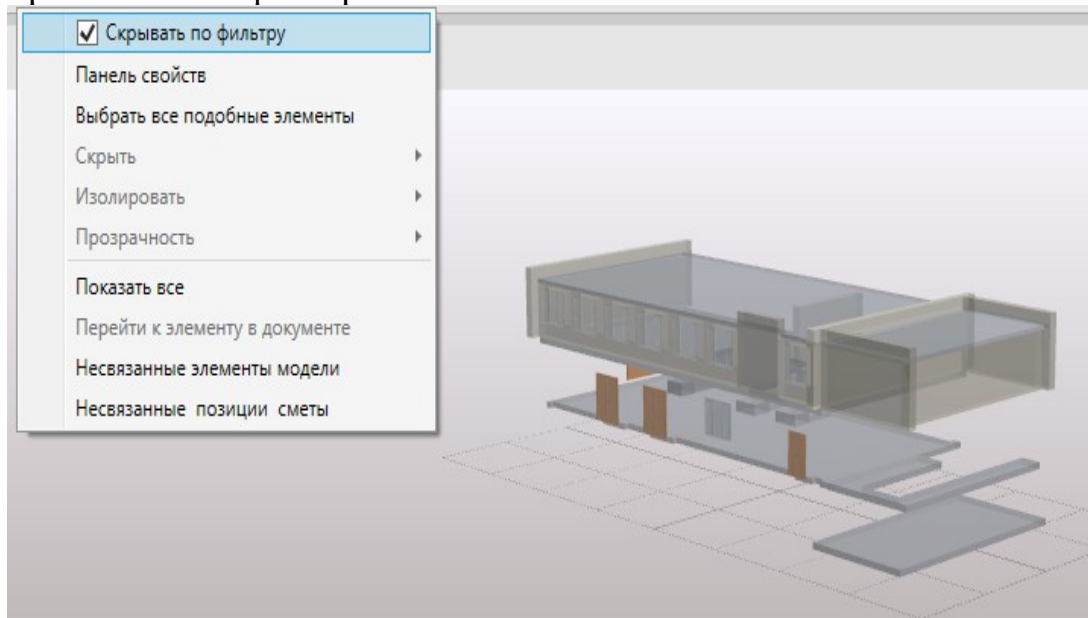 Скрывать по фильтру
Панель свойств
Выбрать все подобные элементы
Скрыть
Изолировать
Прозрачность
Показать все
Перейти к элементу в документе
Несвязанные элементы модели
Несвязанные позиции сметы